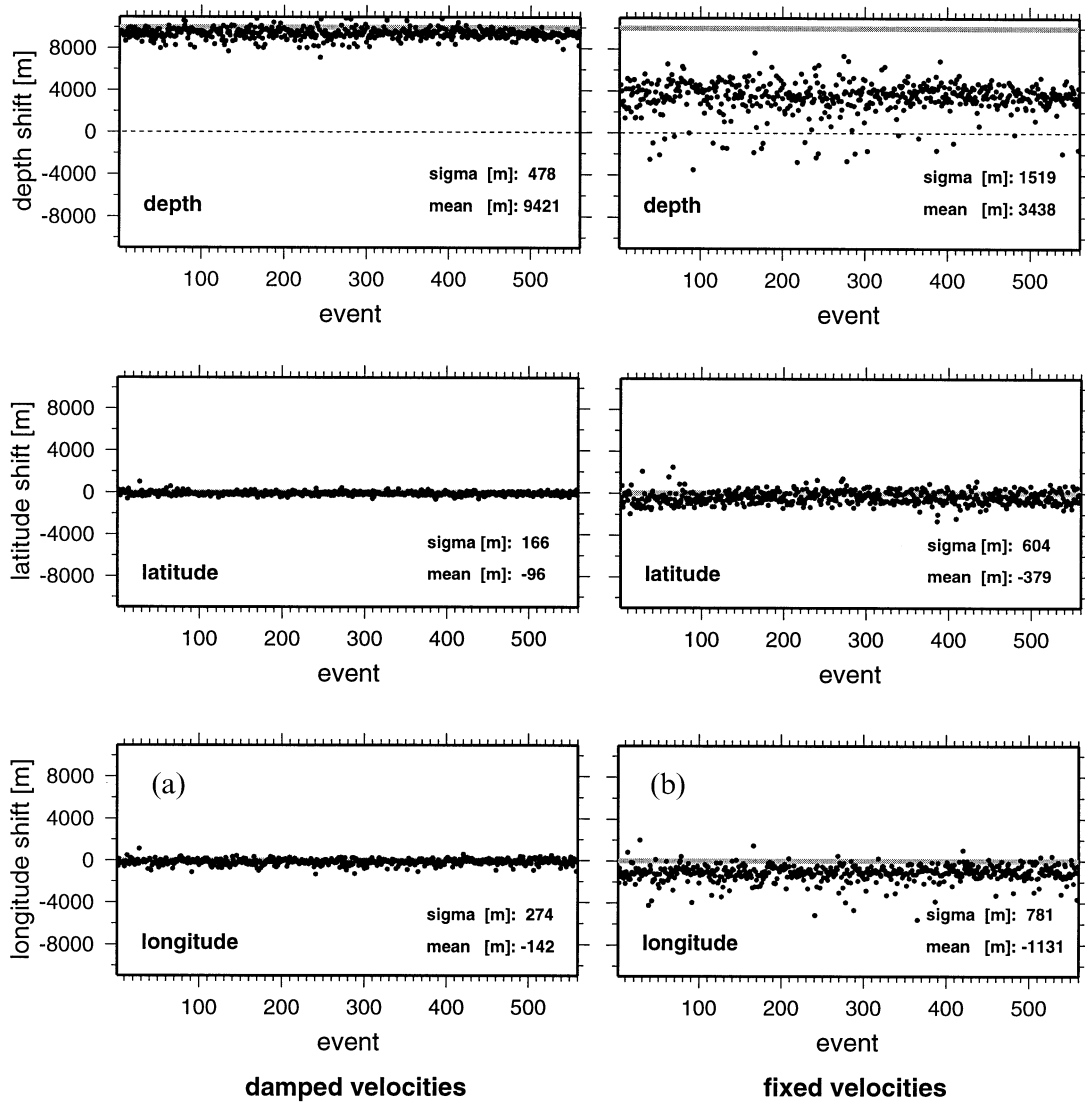 depth shift [m]
8000
4000
0
-4000
-8000
depth
sigma [m]: 478
mean [m]: 9421
100 200 300 400 500
event
depth
sigma [m]: 1519
mean [m]: 3438
100 200 300 400 500
event
latitude shift [m]
8000
4000
0
-4000
-8000
latitude
sigma [m]: 166
mean [m]: -96
100 200 300 400 500
event
latitude
sigma [m]: 604
mean [m]: -379
100 200 300 400 500
event
longitude shift [m]
8000
4000
0
-4000
-8000
(a)
longitude
sigma [m]: 274
mean [m]: -142
100 200 300 400 500
event
damped velocities
(b)
longitude
sigma [m]: 781
mean [m]: -1131
100 200 300 400 500
event
fixed velocities